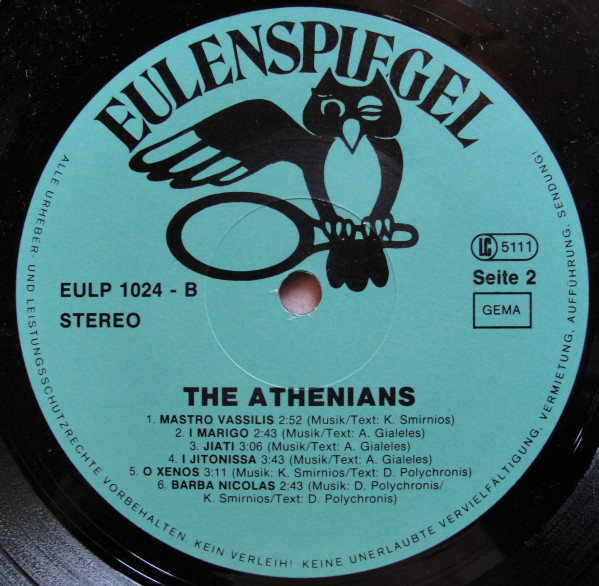 EULENSPIEGEL
LC 5111
EULP 1024 - B
Seite 2
STEREO
GEMA
THE ATHENIANS
1. MASTRO VASSILIS 2:52 (Musik/Text: K. Smirnios)
2. I MARIGO 2:43 (Musik/Text: A. Gialeles)
3. JIATI 3:06 (Musik/Text: A. Gialeles)
4. I JITONISSA 3:43 (Musik/Text: A. Gialeles)
5. O XENOS 3:11 (Musik: K. Smirnios/Text: D. Polychronis)
6. BARBA NICOLAS 2:43 (Musik: D. Polychronis/
K. Smirnios/Text: D. Polychronis)
ALLE URHEBER- UND LEISTUNGSSCHUTZRECHTE VORBEHALTEN. KEIN VERLEIH! KEINE UNERLAUBTE VERVIELFÄLTIGUNG, VERMIETUNG, AUFFÜHRUNG, SENDUNG!